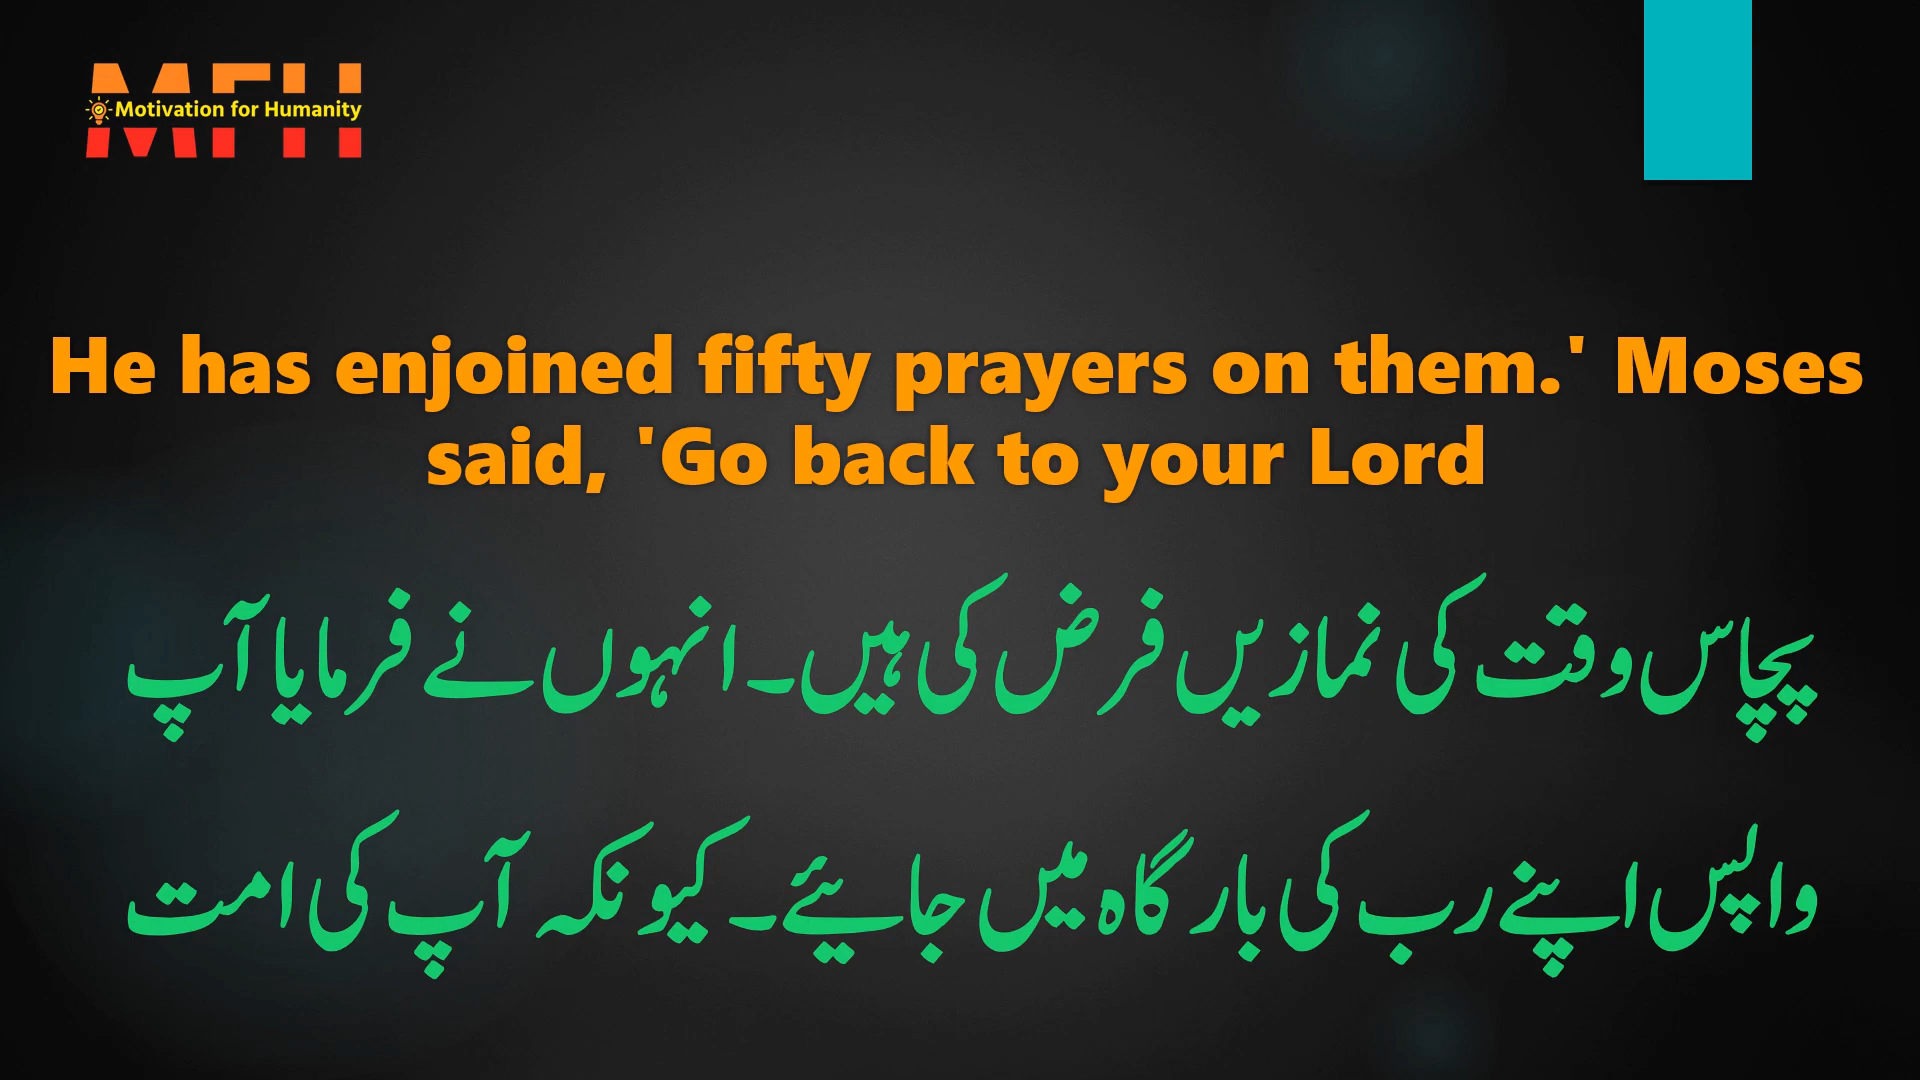 MFH
Motivation for Humanity
He has enjoined fifty prayers on them.' Moses
said, 'Go back to your Lord
پچاس وقت کی نمازیں فرض کی ہیں۔ انہوں نے فرمایا آپ
واپس اپنے رب کی بارگاہ میں جائیے۔ کیونکہ آپ کی امت